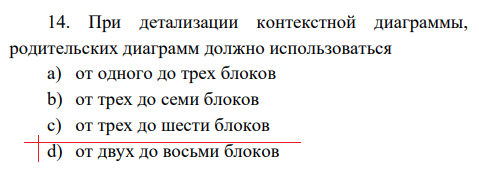 14. При детализации контекстной диаграммы,
родительских диаграмм должно использоваться
a) от одного до трех блоков
b) от трех до семи блоков
c) от трех до шести блоков
d) от двух до восьми блоков